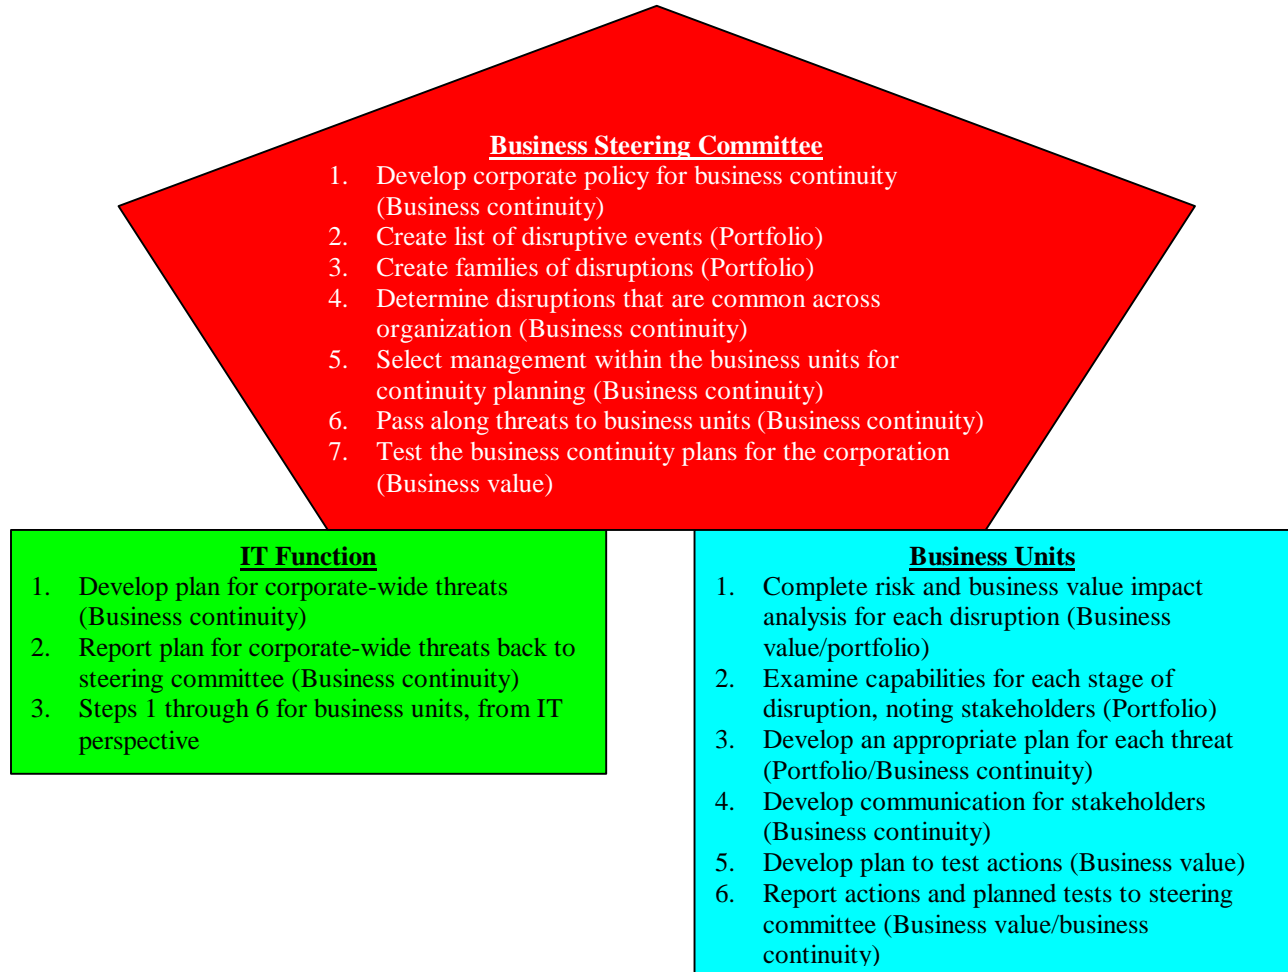 Business Steering Committee
1. Develop corporate policy for business continuity
(Business continuity)
2. Create list of disruptive events (Portfolio)
3. Create families of disruptions (Portfolio)
4. Determine disruptions that are common across
organization (Business continuity)
5. Select management within the business units for
continuity planning (Business continuity)
6. Pass along threats to business units (Business continuity)
7. Test the business continuity plans for the corporation
(Business value)
IT Function
1. Develop plan for corporate-wide threats
(Business continuity)
2. Report plan for corporate-wide threats back to
steering committee (Business continuity)
3. Steps 1 through 6 for business units, from IT
perspective
Business Units
1. Complete risk and business value impact
analysis for each disruption (Business
value/portfolio)
2. Examine capabilities for each stage of
disruption, noting stakeholders (Portfolio)
3. Develop an appropriate plan for each threat
(Portfolio/Business continuity)
4. Develop communication for stakeholders
(Business continuity)
5. Develop plan to test actions (Business value)
6. Report actions and planned tests to steering
committee (Business value/business
continuity)